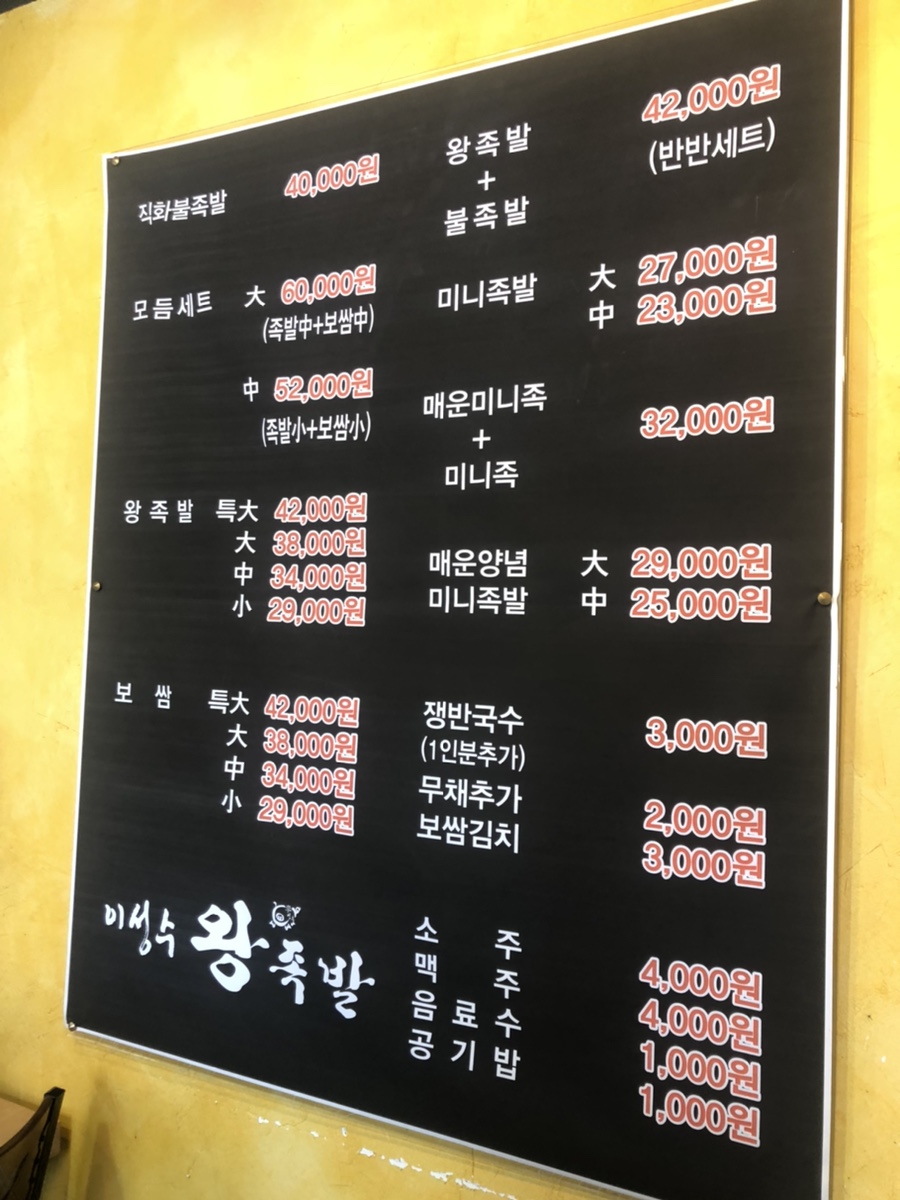 직화불족발 40,000원
모듬세트 大 60,000원
(족발中+보쌈中)
中 52,000원
(족발小+보쌈小)
왕족발 특大 42,000원
大 38,000원
中 34,000원
小 29,000원
보쌈 특大 42,000원
大 38,000원
中 34,000원
小 29,000원
이성수 왕족발
왕족발 42,000원
+ (반반세트)
불족발
미니족발 大 27,000원
中 23,000원
매운미니족
+ 32,000원
미니족
매운양념 大 29,000원
미니족발 中 25,000원
쟁반국수 3,000원
(1인분추가)
무채추가 2,000원
보쌈김치 3,000원
소주 4,000원
맥주 4,000원
음료수 1,000원
공기밥 1,000원